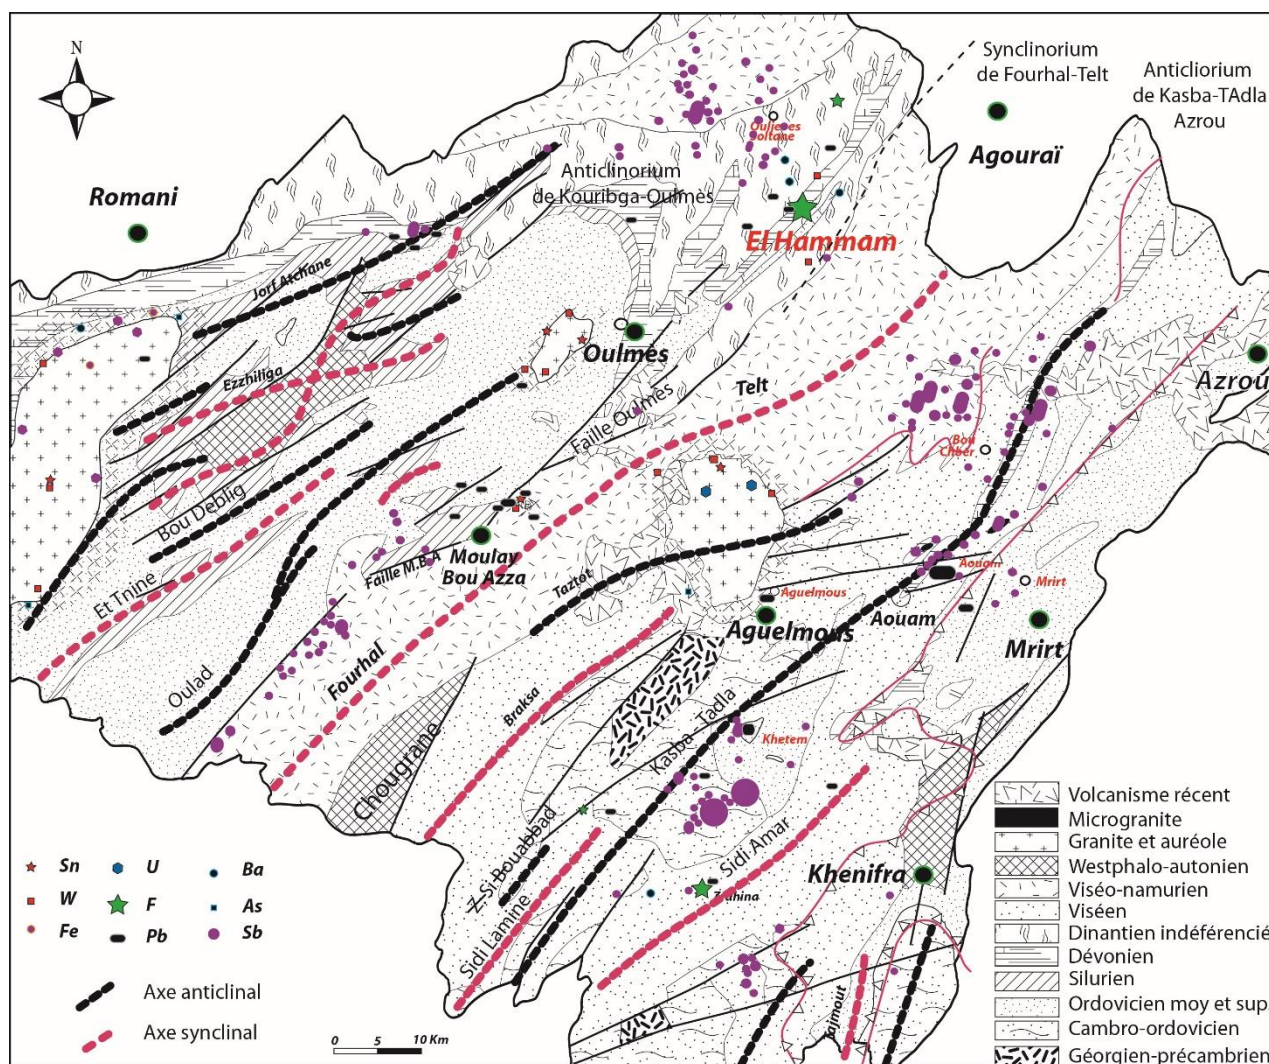 N
Synclinorium
de Fourhal-Telt
Anticliorium
de Kasba-TAdla
Azrou
Agouraï
Romani
Anticlinorium
de Kouribga-Oulmès
El Hammam
Jorf Atchane
Oulmès
Ezzhiliga
Telt
Azrou
Faille Oulmès
Bou
Chber
Bou Deblig
Moulay
Bou Azza
Faille M.B.A
Et Tnine
Taztot
Aouam
Mrirt
Aguelmous
Aguelmous
Aouam
Mrirt
Oulad
Fourhal
Braksa
Kasba-Tadla
Khetem
Chougrane
Z.Si Bouabbad
Sidi Amar
Sidi Lamine
Khenifra
Sn
U
Ba
W
F
As
Fe
Pb
Sb
Axe anticlinal
Axe synclinal
0 5 10 Km
Volcanisme récent
Microgranite
Granite et auréole
Westphalo-autonien
Viséo-namurien
Viséen
Dinantien indéférencié
Dévonien
Silurien
Ordovicien moy et sup.
Cambro-ordovicien
Géorgien-précambrien